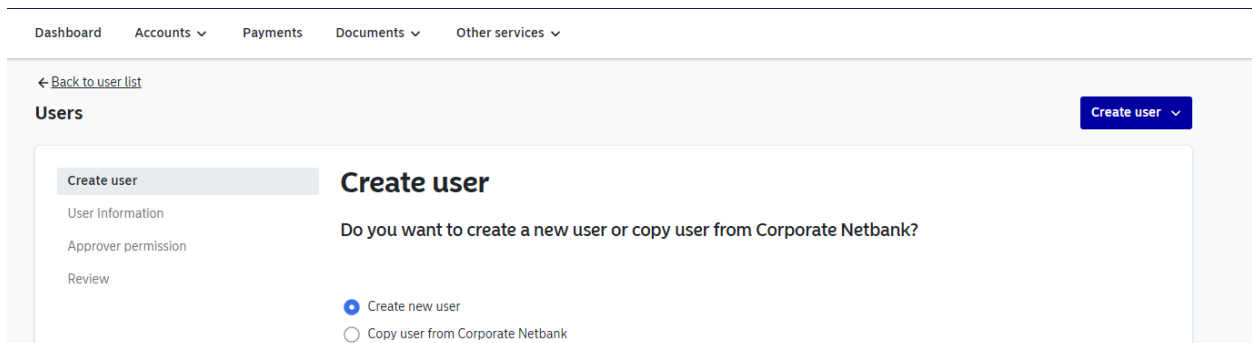 Dashboard Accounts Payments Documents Other services
Back to user list
Users
Create user
Create user
User Information
Approver permission
Review
Create user
Do you want to create a new user or copy user from Corporate Netbank?
Create new user
Copy user from Corporate Netbank